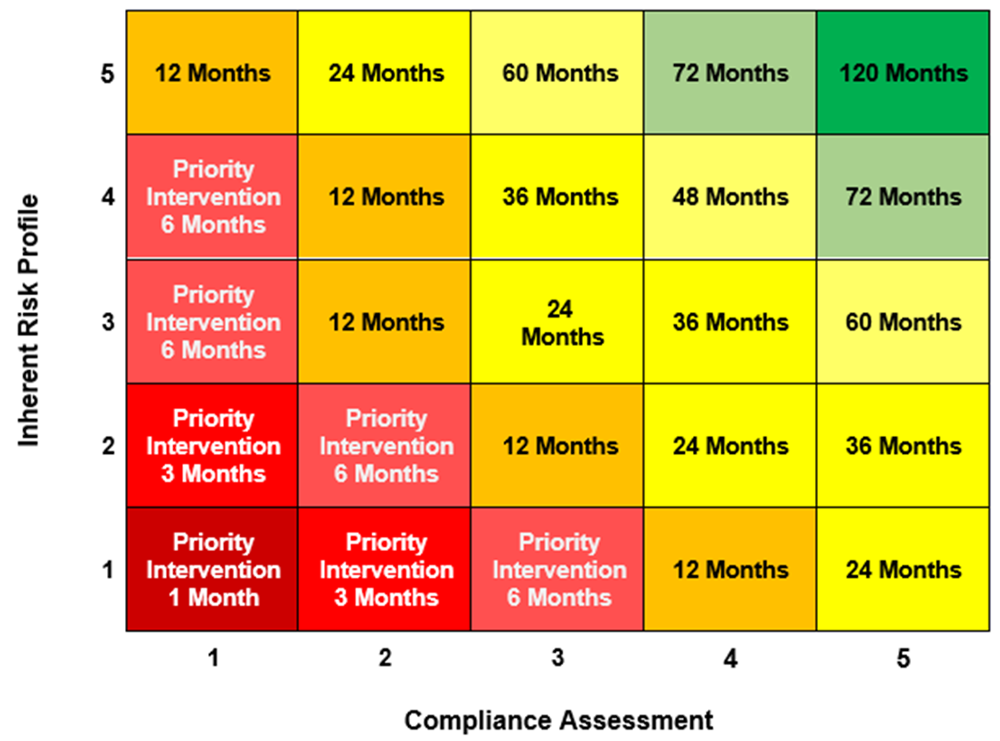 Inherent Risk Profile
5
12 Months
24 Months
60 Months
72 Months
120 Months
4
Priority
Intervention
6 Months
12 Months
36 Months
48 Months
72 Months
3
Priority
Intervention
6 Months
12 Months
24
Months
36 Months
60 Months
2
Priority
Intervention
3 Months
Priority
Intervention
6 Months
12 Months
24 Months
36 Months
1
Priority
Intervention
1 Month
Priority
Intervention
3 Months
Priority
Intervention
6 Months
12 Months
24 Months
1
2
3
4
5
Compliance Assessment